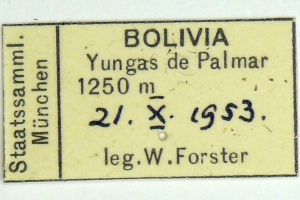 Staatssamml.
München
BOLIVIA
Yungas de Palmar
1250 m
21. X. 1953.
leg. W. Forster